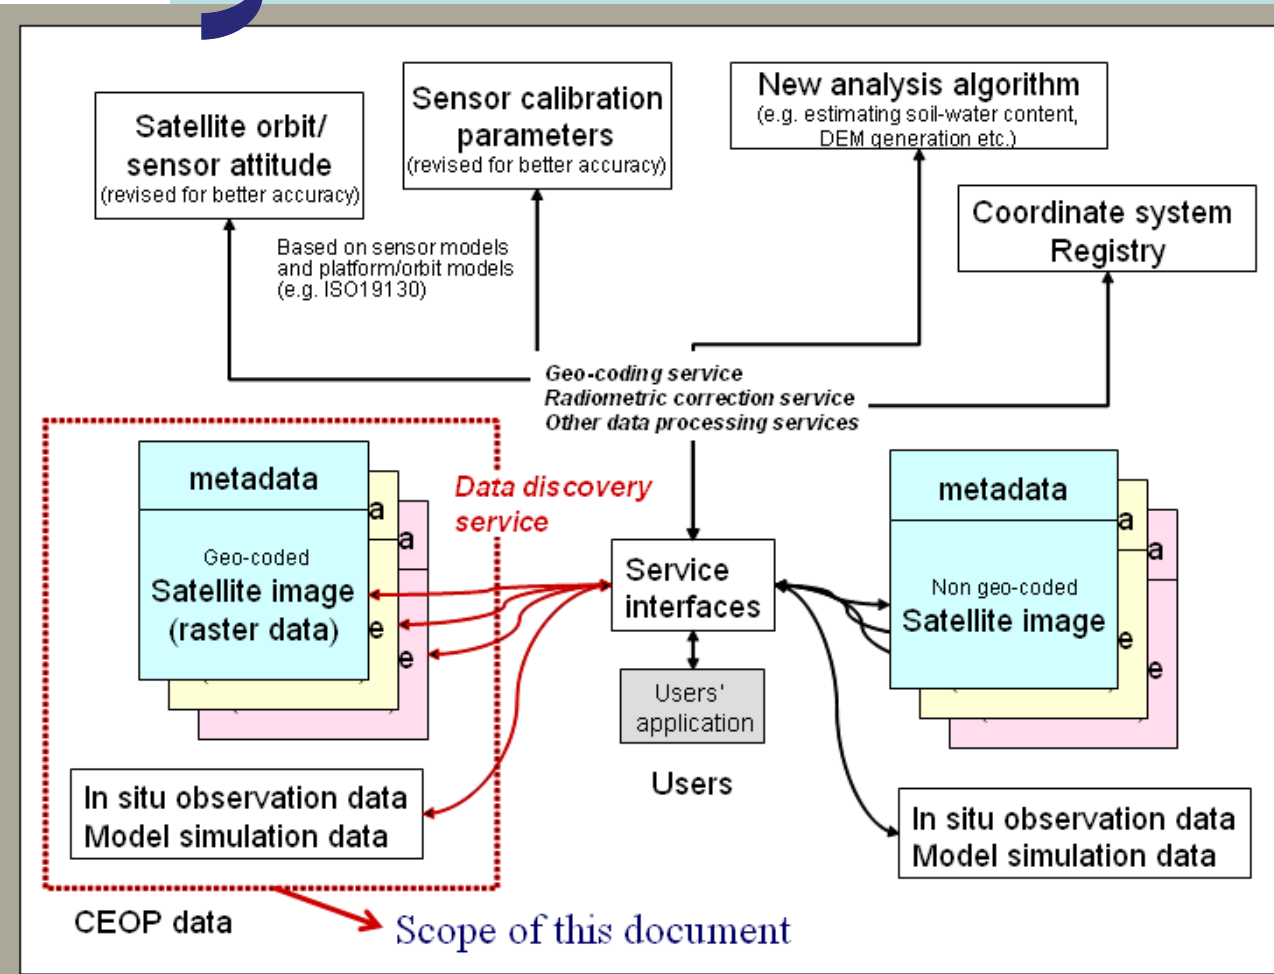 Satellite orbit/
sensor attitude
(revised for better accuracy)
Sensor calibration
parameters
(revised for better accuracy)
New analysis algorithm
(e.g. estimating soil-water content,
DEM generation etc.)
Coordinate system
Registry
Based on sensor models
and platform/orbit models
(e.g. ISO19130)
Geo-coding service
Radiometric correction service
Other data processing services
metadata
Geo-coded
Satellite image
(raster data)
a
a
e
e
Data discovery
service
Service
interfaces
Users'
application
Users
metadata
Non geo-coded
Satellite image
a
a
e
e
In situ observation data
Model simulation data
In situ observation data
Model simulation data
CEOP data
Scope of this document